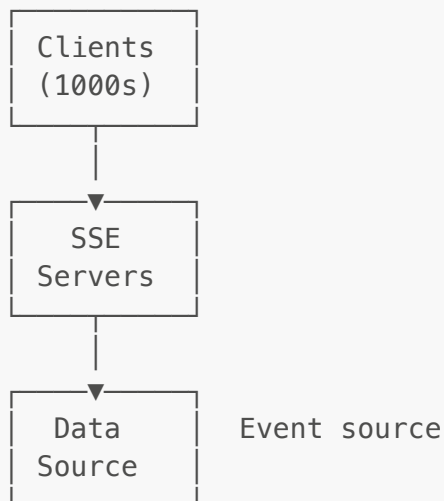 Clients
(1000s)
SSE
Servers
Data Event source
Source